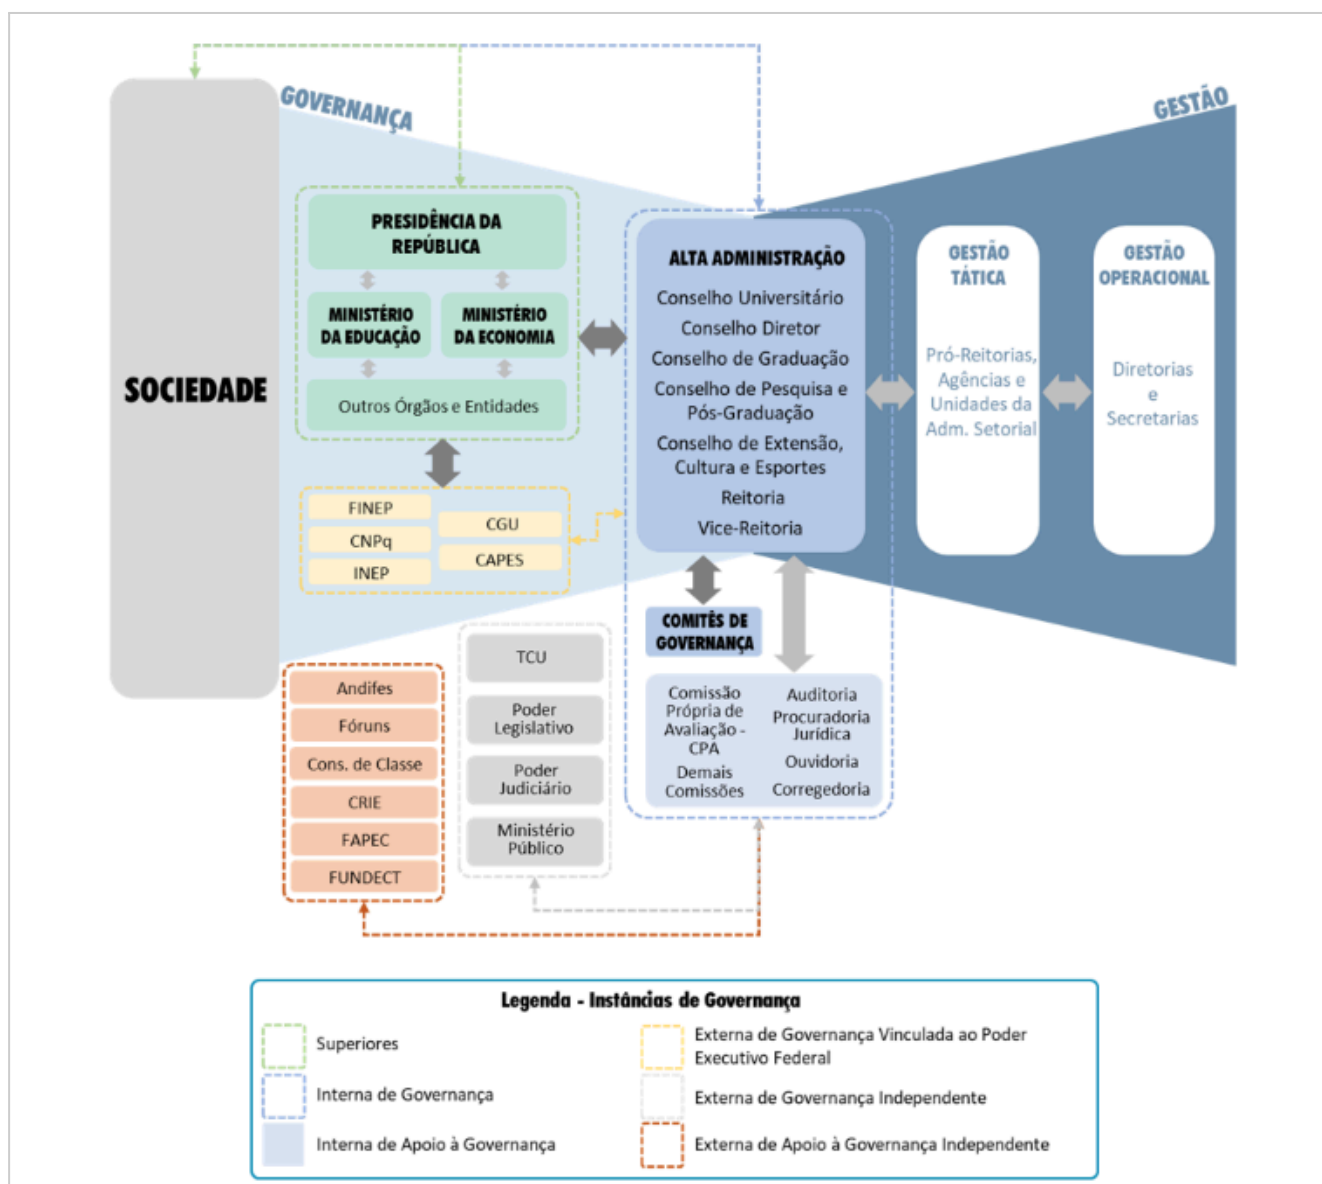 GOVERNANÇA
GESTÃO
SOCIEDADE
PRESIDÊNCIA DA
REPÚBLICA
MINISTÉRIO
DA EDUCAÇÃO
MINISTÉRIO
DA ECONOMIA
Outros Órgãos e Entidades
FINEP
CNPq
INEP
CGU
CAPES
ALTA ADMINISTRAÇÃO
Conselho Universitário
Conselho Diretor
Conselho de Graduação
Conselho de Pesquisa e
Pós-Graduação
Conselho de Extensão,
Cultura e Esportes
Reitoria
Vice-Reitoria
GESTÃO
TÁTICA
Pró-Reitorias,
Agências e
Unidades da
Adm. Setorial
GESTÃO
OPERACIONAL
Diretorias
e
Secretarias
COMITÊS DE
GOVERNANÇA
Comissão
Própria de
Avaliação -
CPA
Demais
Comissões
Auditoria
Procuradoria
Jurídica
Ouvidoria
Corregedoria
TCU
Poder
Legislativo
Poder
Judiciário
Ministério
Público
Andifes
Fóruns
Cons. de Classe
CRIE
FAPEC
FUNDECT
Legenda - Instâncias de Governança
Superiores
Interna de Governança
Interna de Apoio à Governança
Externa de Governança Vinculada ao Poder
Executivo Federal
Externa de Governança Independente
Externa de Apoio à Governança Independente